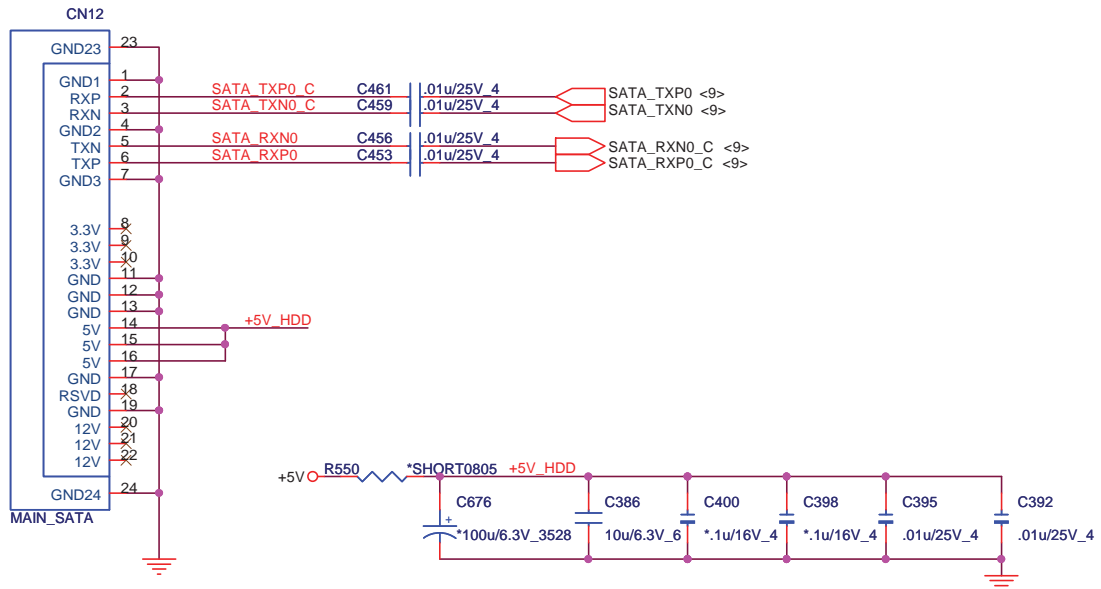 CN12
GND23 23
GND1 1
RXP 2 SATA_TXP0_C C461 .01u/25V_4 SATA_TXP0 <9>
RXN 3 SATA_TXN0_C C459 .01u/25V_4 SATA_TXN0 <9>
GND2 4
TXN 5 SATA_RXN0 C456 .01u/25V_4 SATA_RXN0_C <9>
TXP 6 SATA_RXP0 C453 .01u/25V_4 SATA_RXP0_C <9>
GND3 7
3.3V 8
3.3V 9
3.3V 10
GND 11
GND 12
GND 13
5V 14 +5V_HDD
5V 15
5V 16
GND 17
RSVD 18
GND 19
12V 20
12V 21
12V 22
GND24 24
MAIN_SATA
+5V R550 *SHORT0805 +5V_HDD
C676 C386 C400 C398 C395 C392
+
*100u/6.3V_3528 10u/6.3V_6 *.1u/16V_4 *.1u/16V_4 .01u/25V_4 .01u/25V_4